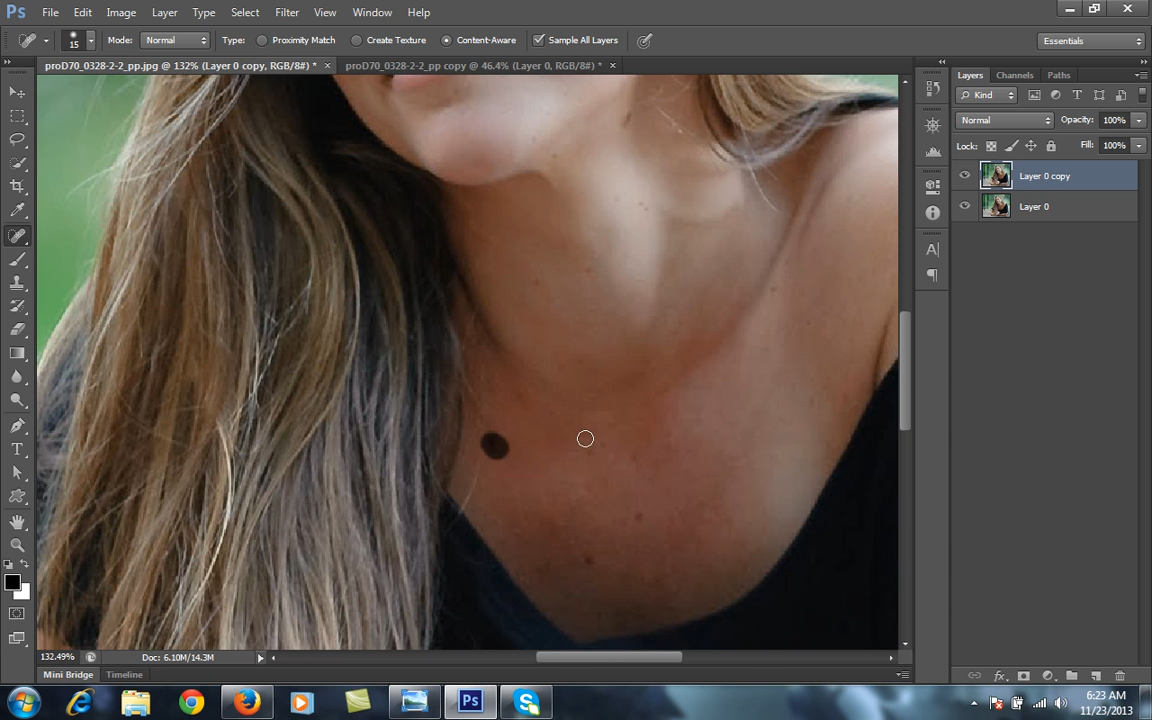 Ps File Edit Image Layer Type Select Filter View Window Help
15 Mode: Normal Type: Proximity Match Create Texture Content-Aware Sample All Layers Essentials
proD70_0328-2-2_pp.jpg @ 132% (Layer 0 copy, RGB/8#) * × proD70_0328-2-2_pp copy @ 46.4% (Layer 0, RGB/8#) * ×
Layers Channels Paths
Kind
Normal Opacity: 100%
Lock: Fill: 100%
Layer 0 copy
Layer 0
132.49% Doc: 6.10M/14.3M
Mini Bridge Timeline
fx
Ps
6:23 AM
11/23/2013